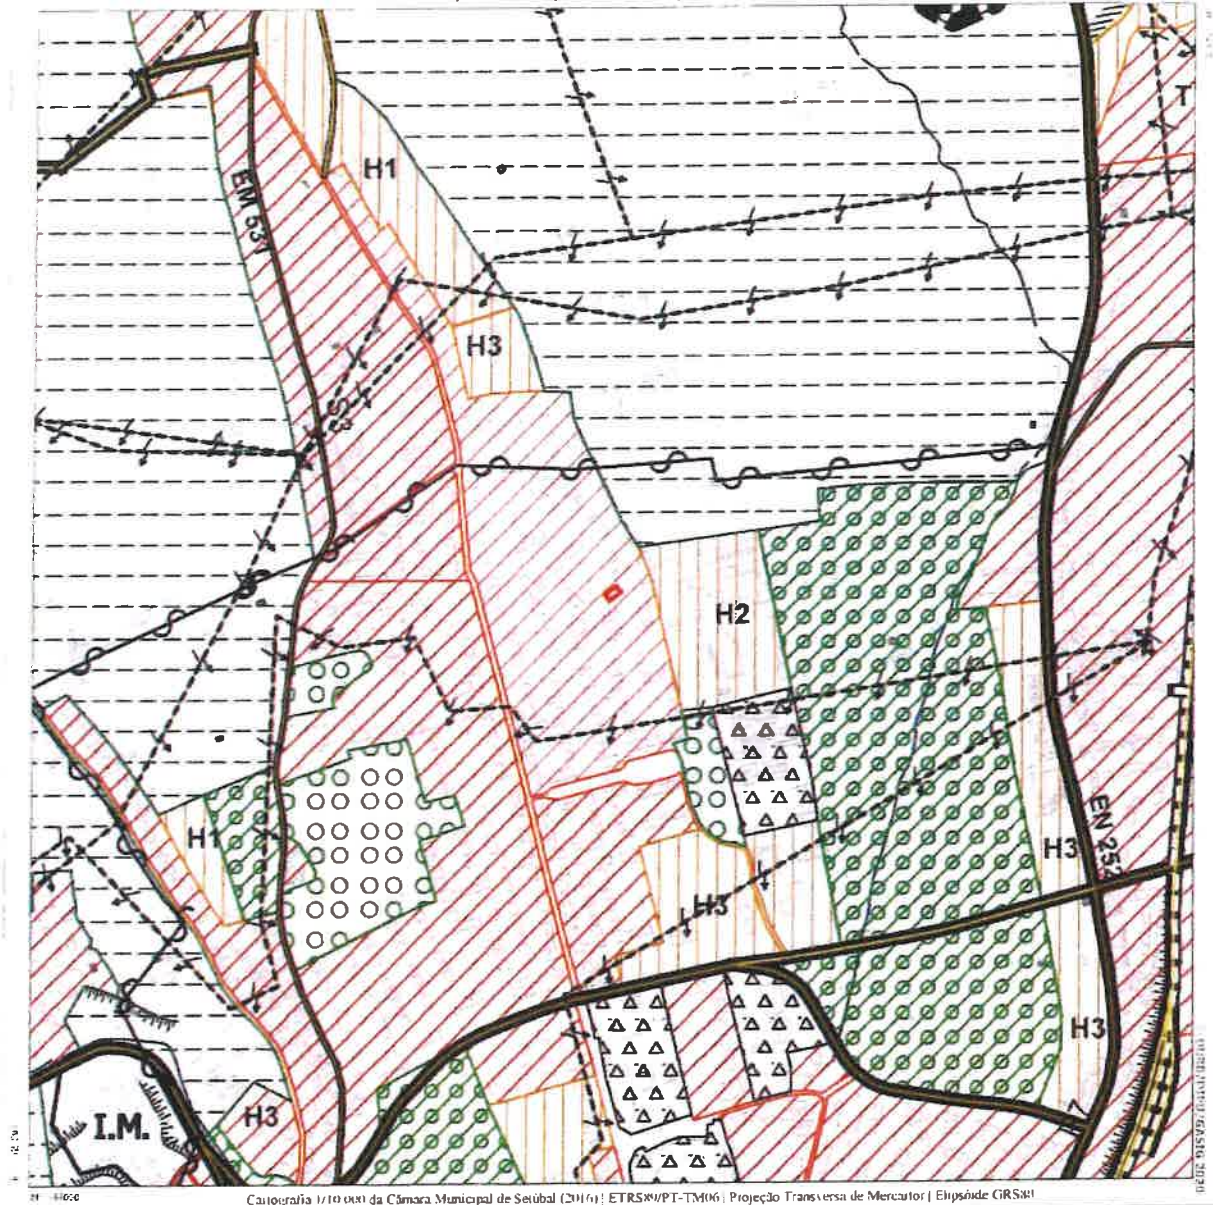 T
H1
EM 531
H3
H2
H1
H3
EN 252
H3
H3
H3
I.M.
Cartografia 1/10 000 da Câmara Municipal de Setúbal (2016) | ETRS89/PT-TM06 | Projeção Transversa de Mercator | Elipsóide GRS80